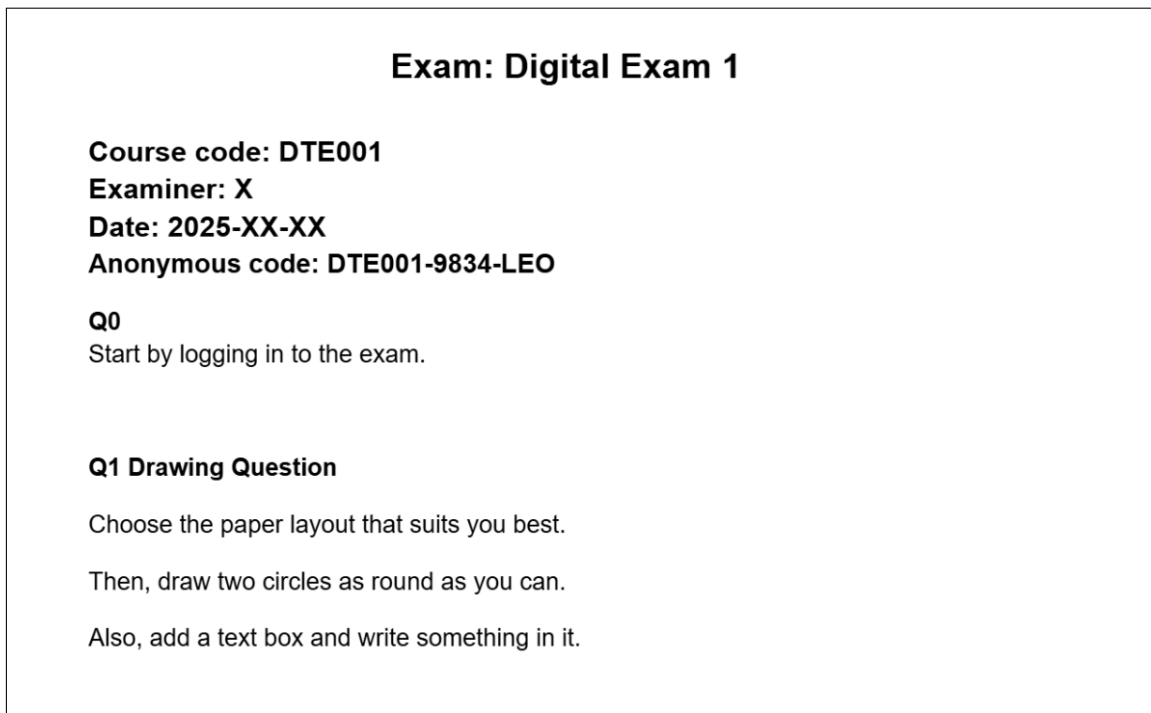 Exam: Digital Exam 1
Course code: DTE001
Examiner: X
Date: 2025-XX-XX
Anonymous code: DTE001-9834-LEO
Q0
Start by logging in to the exam.
Q1 Drawing Question
Choose the paper layout that suits you best.
Then, draw two circles as round as you can.
Also, add a text box and write something in it.